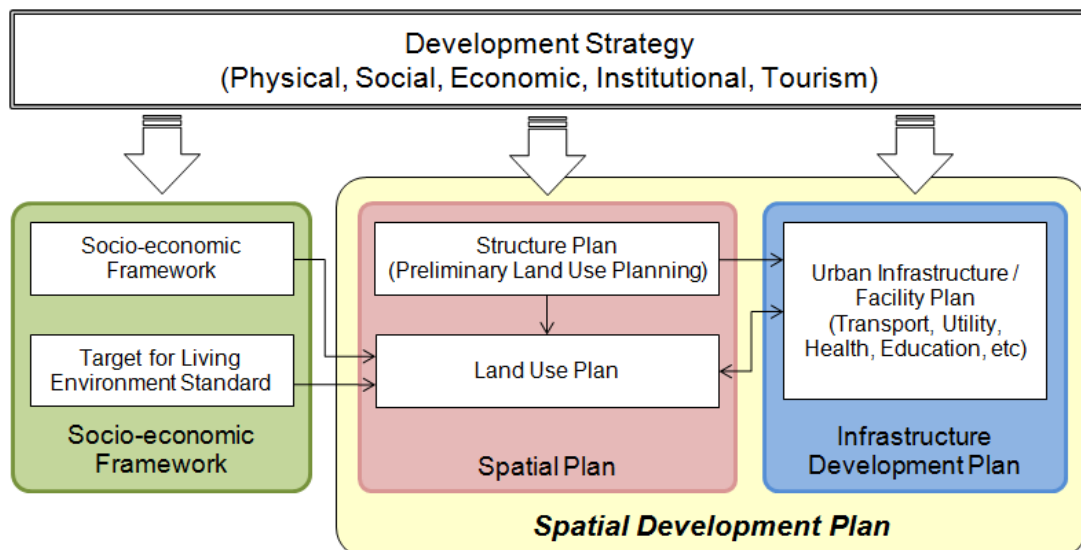 Development Strategy
(Physical, Social, Economic, Institutional, Tourism)
Socio-economic
Framework
Target for Living
Environment Standard
Socio-economic
Framework
Structure Plan
(Preliminary Land Use Planning)
Land Use Plan
Spatial Plan
Urban Infrastructure /
Facility Plan
(Transport, Utility,
Health, Education, etc)
Infrastructure
Development Plan
Spatial Development Plan